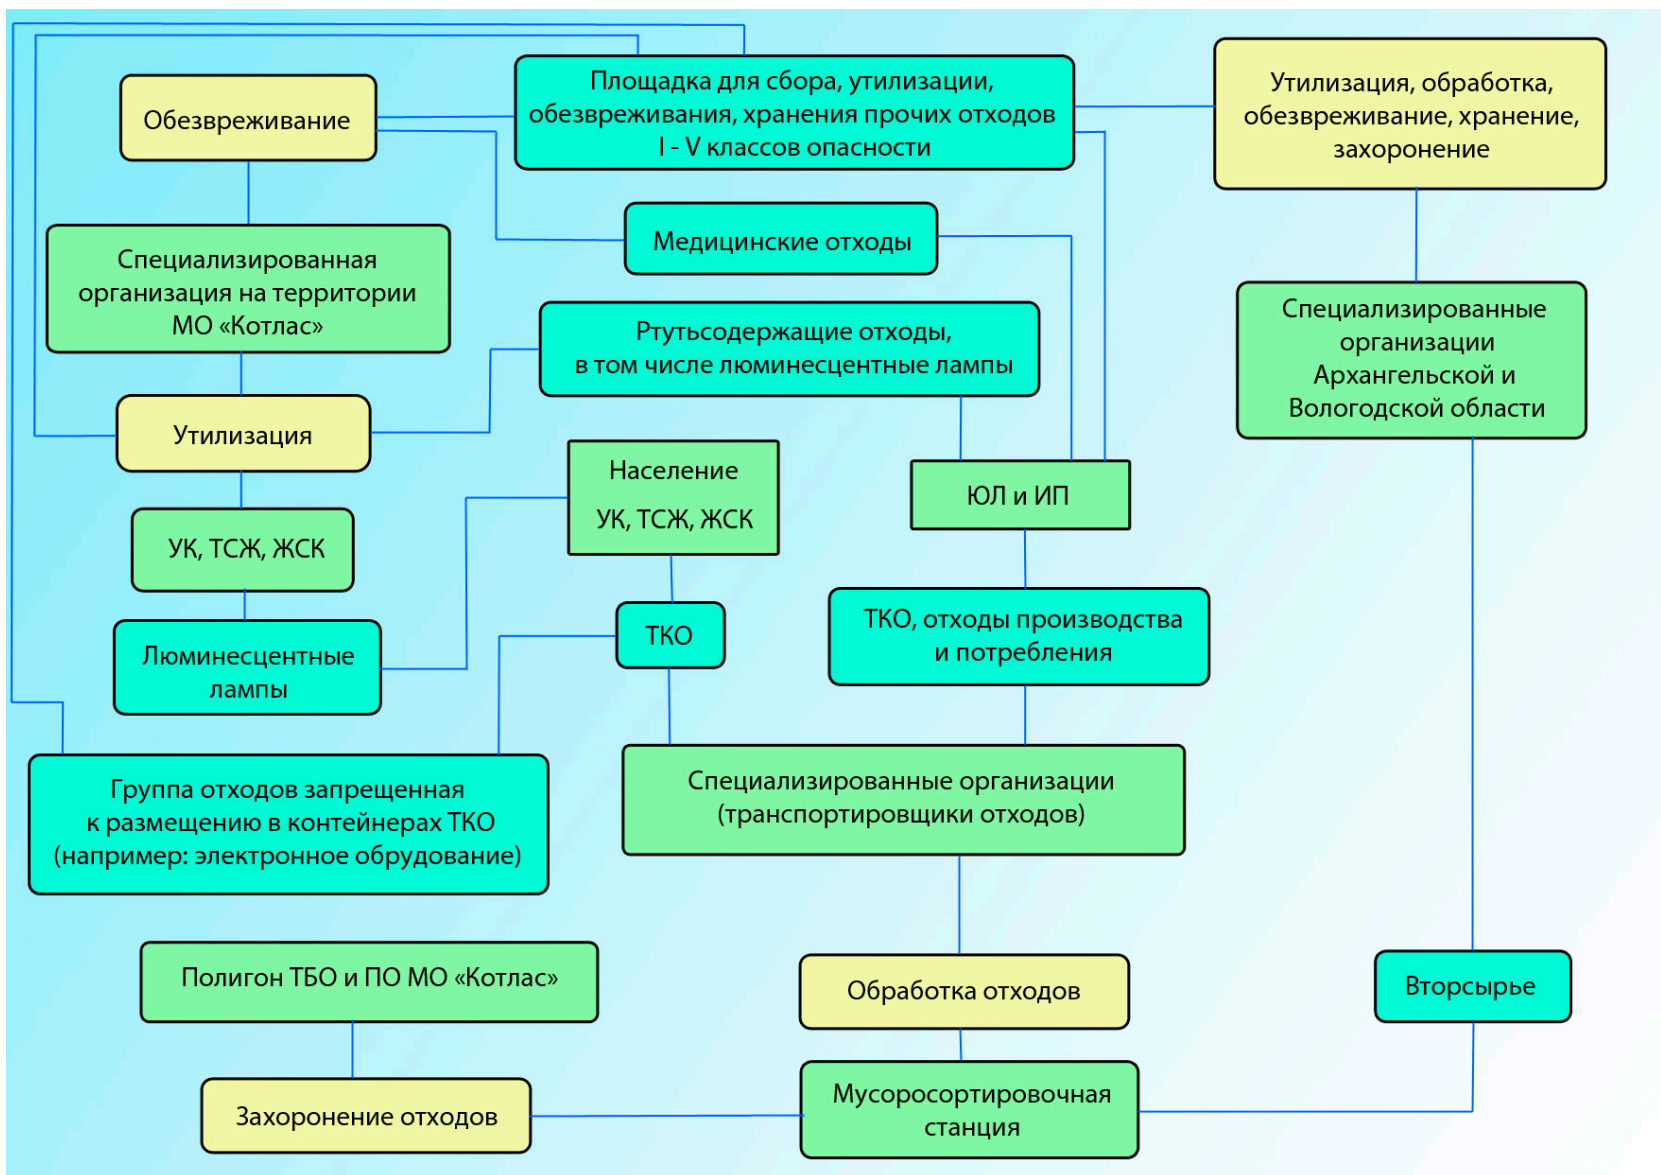 Площадка для сбора, утилизации,
обезвреживания, хранения прочих отходов
I - V классов опасности
Утилизация, обработка,
обезвреживание, хранение,
захоронение
Обезвреживание
Медицинские отходы
Специализированная
организация на территории
МО «Котлас»
Ртутьсодержащие отходы,
в том числе люминесцентные лампы
Специализированные
организации
Архангельской и
Вологодской области
Утилизация
Население
УК, ТСЖ, ЖСК
ЮЛ и ИП
УК, ТСЖ, ЖСК
ТКО
ТКО, отходы производства
и потребления
Люминесцентные
лампы
Группа отходов запрещенная
к размещению в контейнерах ТКО
(например: электронное обрудование)
Специализированные организации
(транспортировщики отходов)
Полигон ТБО и ПО МО «Котлас»
Обработка отходов
Вторсырье
Захоронение отходов
Мусоросортировочная
станция